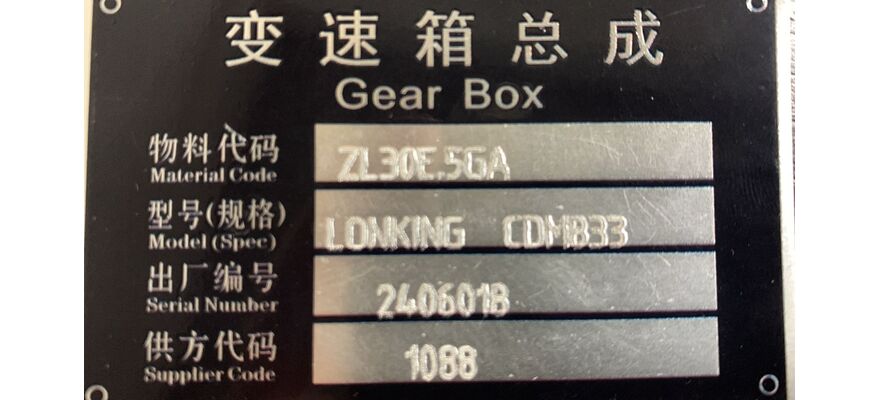 变速箱总成
Gear Box
物料代码 ZL30E.5GA
Material Code
型号(规格) LONKING CDM833
Model (Spec)
出厂编号 2406018
Serial Number
供方代码 1088
Supplier Code